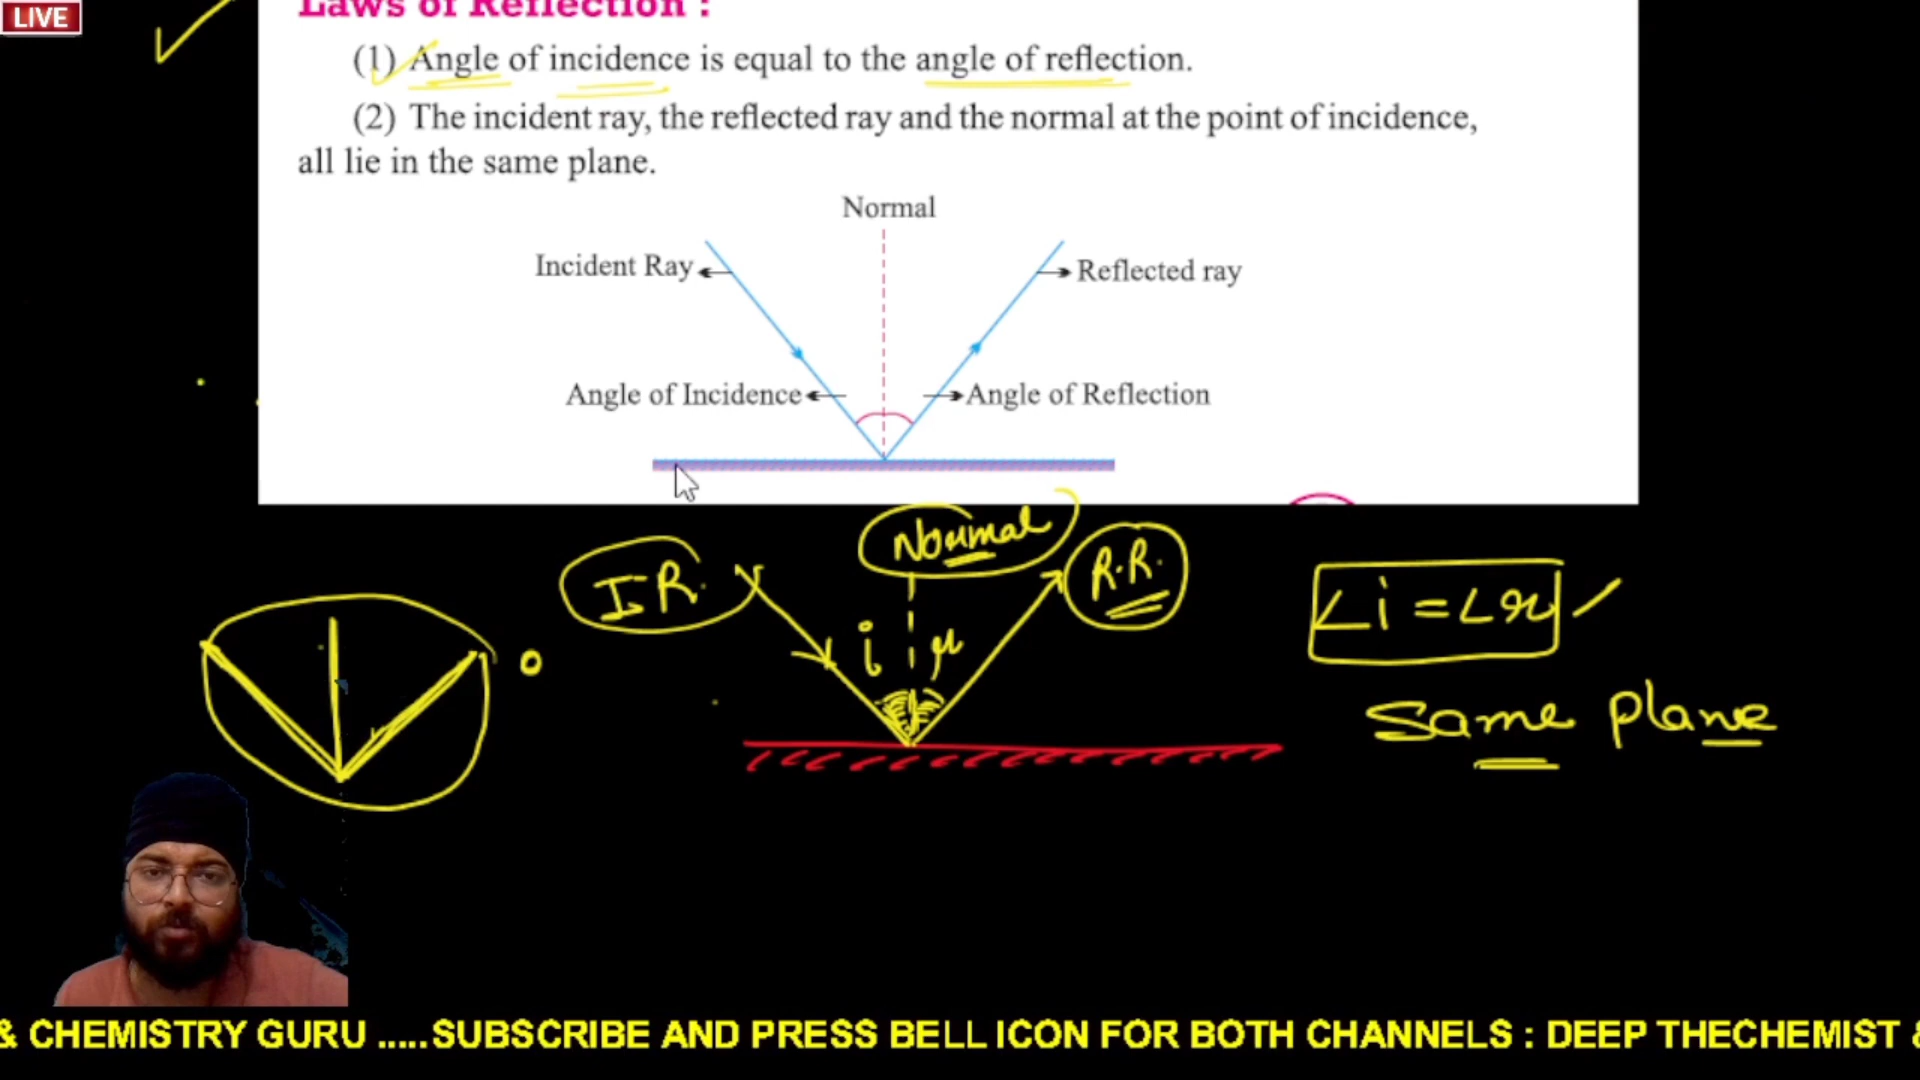 LIVE
Laws of Reflection :
(1) Angle of incidence is equal to the angle of reflection.
(2) The incident ray, the reflected ray and the normal at the point of incidence,
all lie in the same plane.
Normal
Incident Ray
Reflected ray
Angle of Incidence
Angle of Reflection
Normal
I.R.
R.R.
i
r
∠i = ∠r
Same plane
& CHEMISTRY GURU .....SUBSCRIBE AND PRESS BELL ICON FOR BOTH CHANNELS : DEEP THECHEMIST &